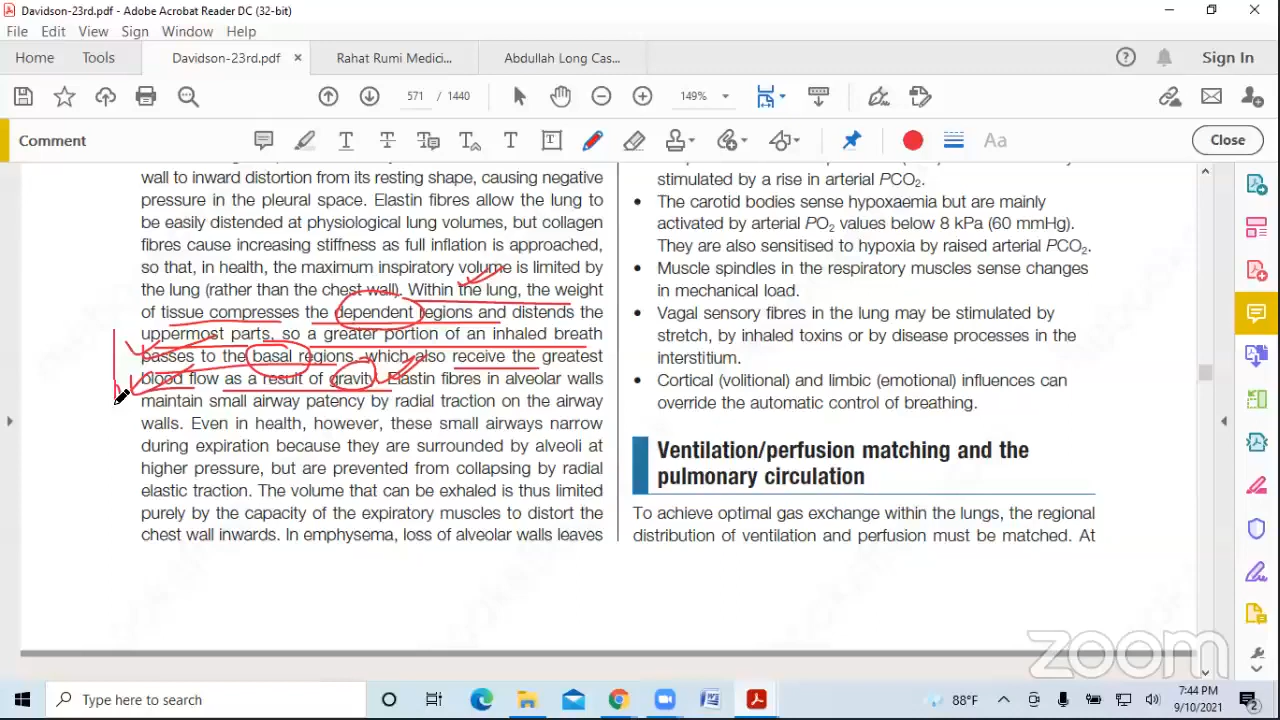 Davidson-23rd.pdf - Adobe Acrobat Reader DC (32-bit)
File Edit View Sign Window Help
Home Tools Davidson-23rd.pdf × Rahat Rumi Medici... Abdullah Long Cas... Sign In
571 / 1440 149%
Comment Aa Close
wall to inward distortion from its resting shape, causing negative
pressure in the pleural space. Elastin fibres allow the lung to
be easily distended at physiological lung volumes, but collagen
fibres cause increasing stiffness as full inflation is approached,
so that, in health, the maximum inspiratory volume is limited by
the lung (rather than the chest wall). Within the lung, the weight
of tissue compresses the dependent regions and distends the
uppermost parts, so a greater portion of an inhaled breath
passes to the basal regions, which also receive the greatest
blood flow as a result of gravity. Elastin fibres in alveolar walls
maintain small airway patency by radial traction on the airway
walls. Even in health, however, these small airways narrow
during expiration because they are surrounded by alveoli at
higher pressure, but are prevented from collapsing by radial
elastic traction. The volume that can be exhaled is thus limited
purely by the capacity of the expiratory muscles to distort the
chest wall inwards. In emphysema, loss of alveolar walls leaves
stimulated by a rise in arterial PCO2.
• The carotid bodies sense hypoxaemia but are mainly
activated by arterial PO2 values below 8 kPa (60 mmHg).
They are also sensitised to hypoxia by raised arterial PCO2.
• Muscle spindles in the respiratory muscles sense changes
in mechanical load.
• Vagal sensory fibres in the lung may be stimulated by
stretch, by inhaled toxins or by disease processes in the
interstitium.
• Cortical (volitional) and limbic (emotional) influences can
override the automatic control of breathing.
Ventilation/perfusion matching and the
pulmonary circulation
To achieve optimal gas exchange within the lungs, the regional
distribution of ventilation and perfusion must be matched. At
zoom
Type here to search
88°F
7:44 PM
9/10/2021
2